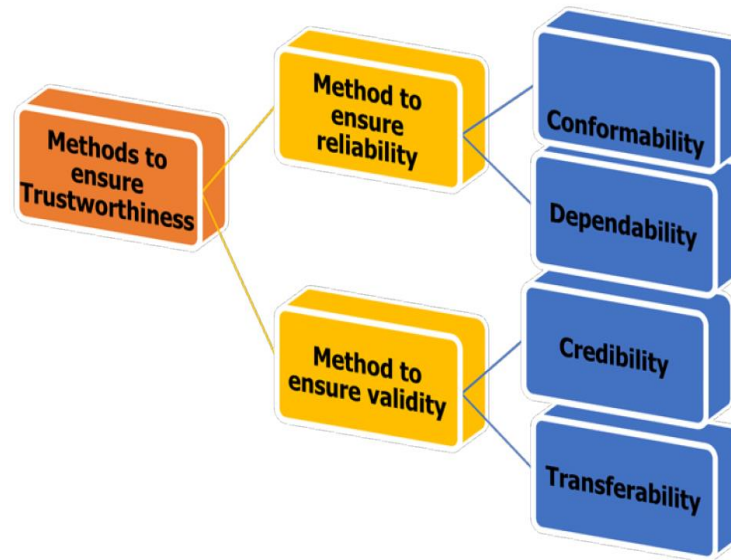 Methods to
ensure
Trustworthiness
Method to
ensure
reliability
Conformability
Dependability
Method to
ensure validity
Credibility
Transferability